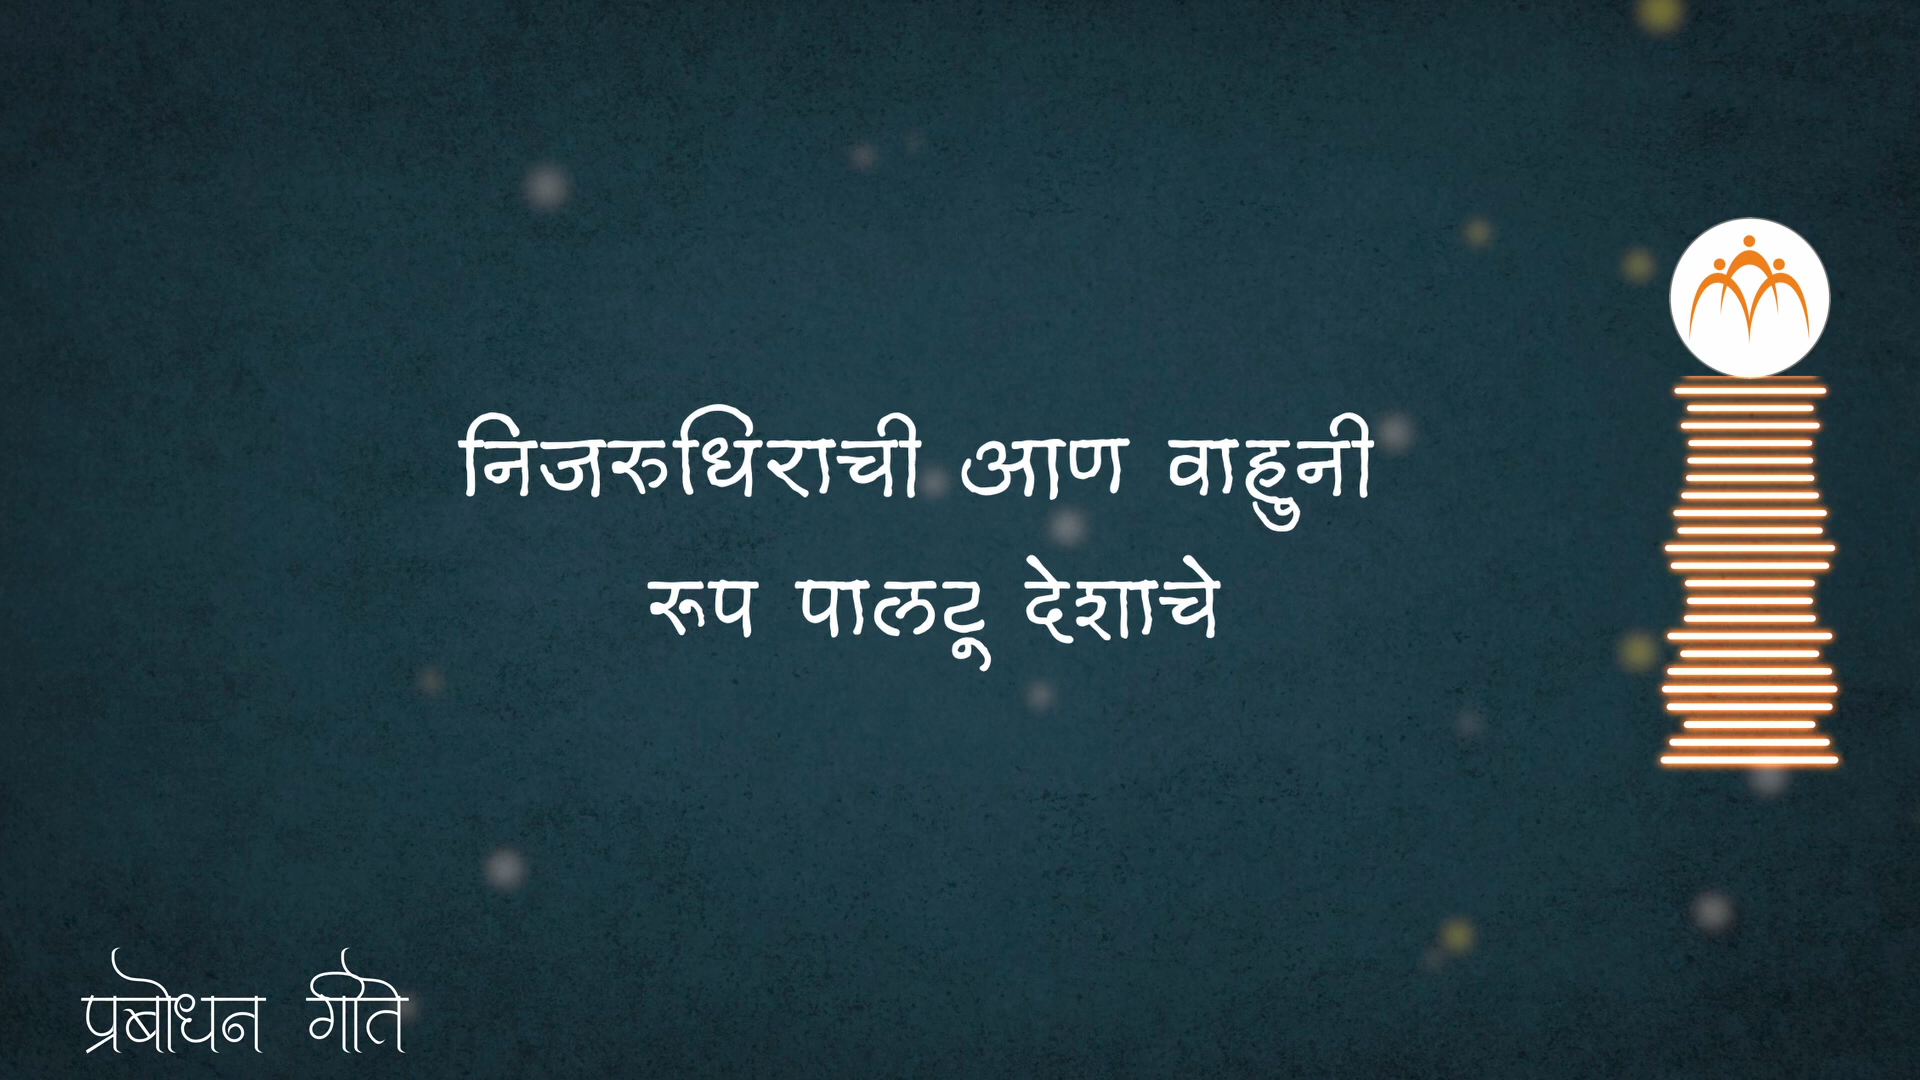 निजरुधिराची आण वाहुनी
रूप पालटू देशाचे
प्रबोधन गीते